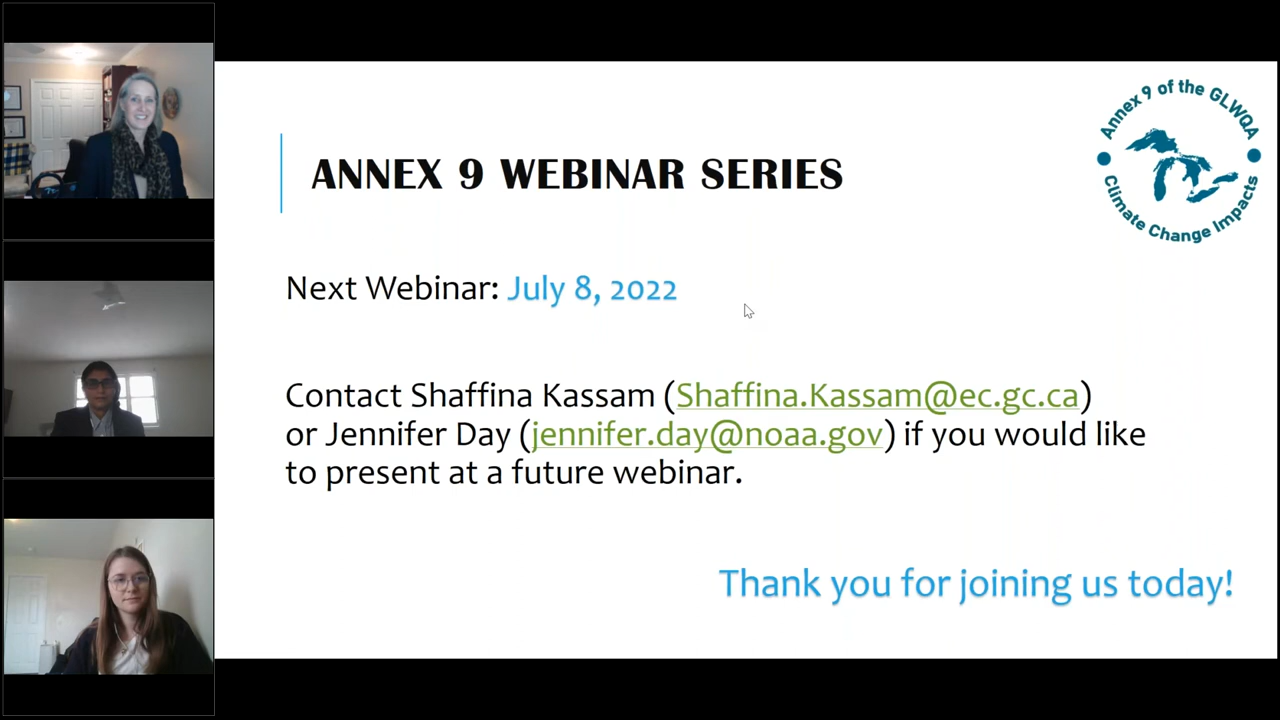 Annex 9 of the GLWQA
Climate Change Impacts
ANNEX 9 WEBINAR SERIES
Next Webinar: July 8, 2022
Contact Shaffina Kassam (Shaffina.Kassam@ec.gc.ca)
or Jennifer Day (jennifer.day@noaa.gov) if you would like
to present at a future webinar.
Thank you for joining us today!